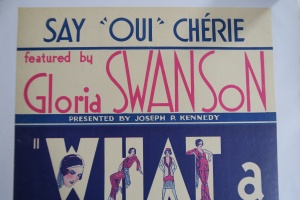 SAY "OUI" CHÉRIE
featured by
Gloria SWANSON
PRESENTED BY JOSEPH P. KENNEDY
"WHAT a